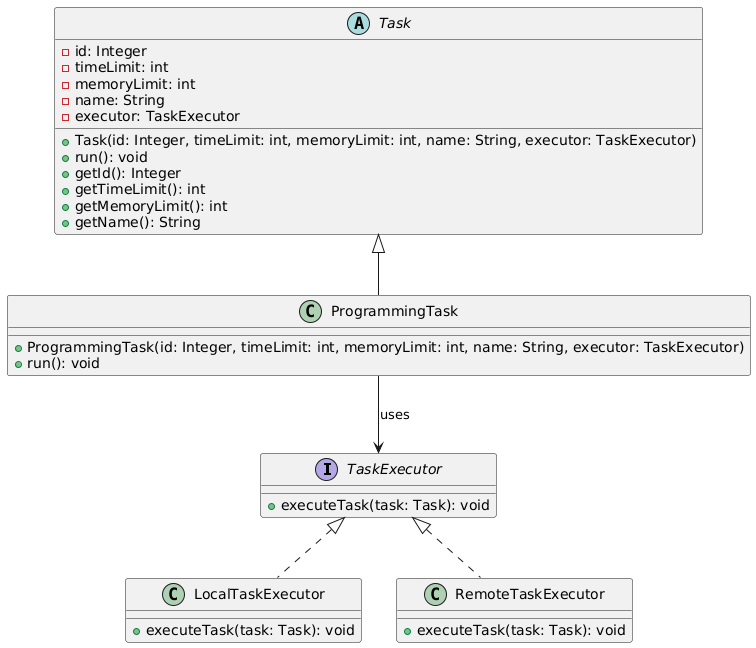 A Task
id: Integer
timeLimit: int
memoryLimit: int
name: String
executor: TaskExecutor
Task(id: Integer, timeLimit: int, memoryLimit: int, name: String, executor: TaskExecutor)
run(): void
getId(): Integer
getTimeLimit(): int
getMemoryLimit(): int
getName(): String
C ProgrammingTask
ProgrammingTask(id: Integer, timeLimit: int, memoryLimit: int, name: String, executor: TaskExecutor)
run(): void
uses
I TaskExecutor
executeTask(task: Task): void
C LocalTaskExecutor
executeTask(task: Task): void
C RemoteTaskExecutor
executeTask(task: Task): void